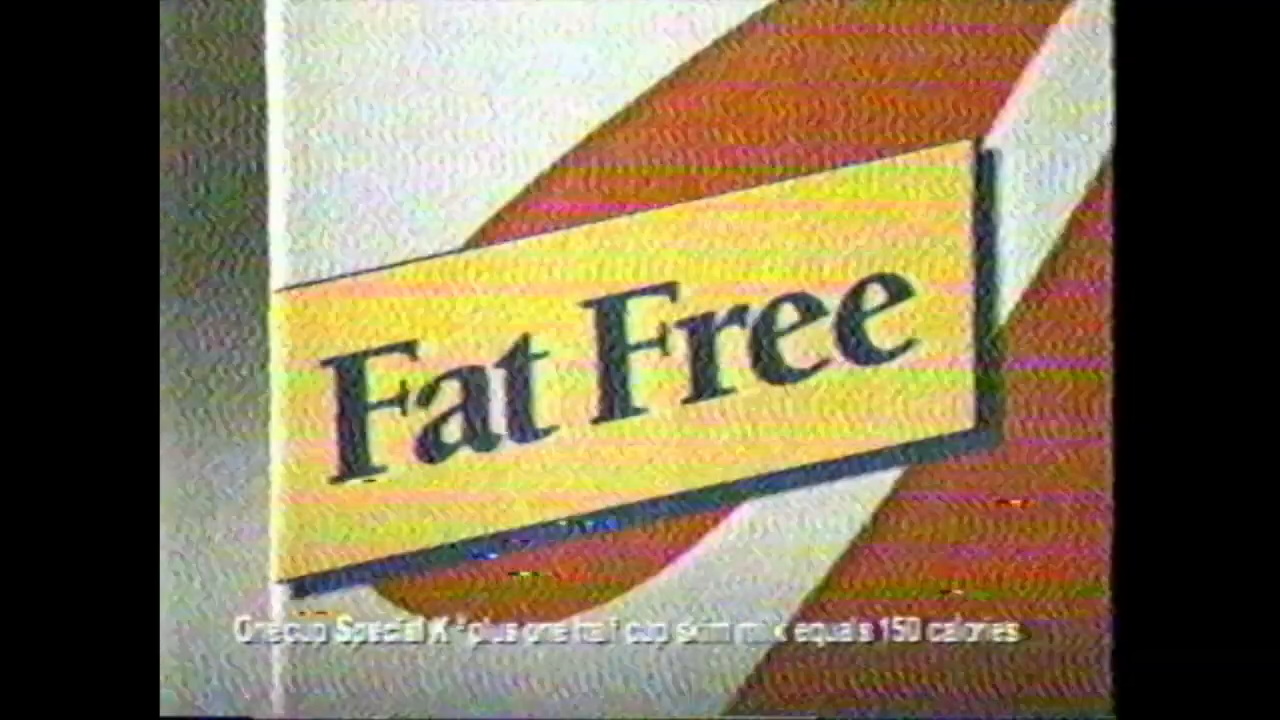 Fat Free
One cup Special K® plus one half cup skim milk equals 150 calories